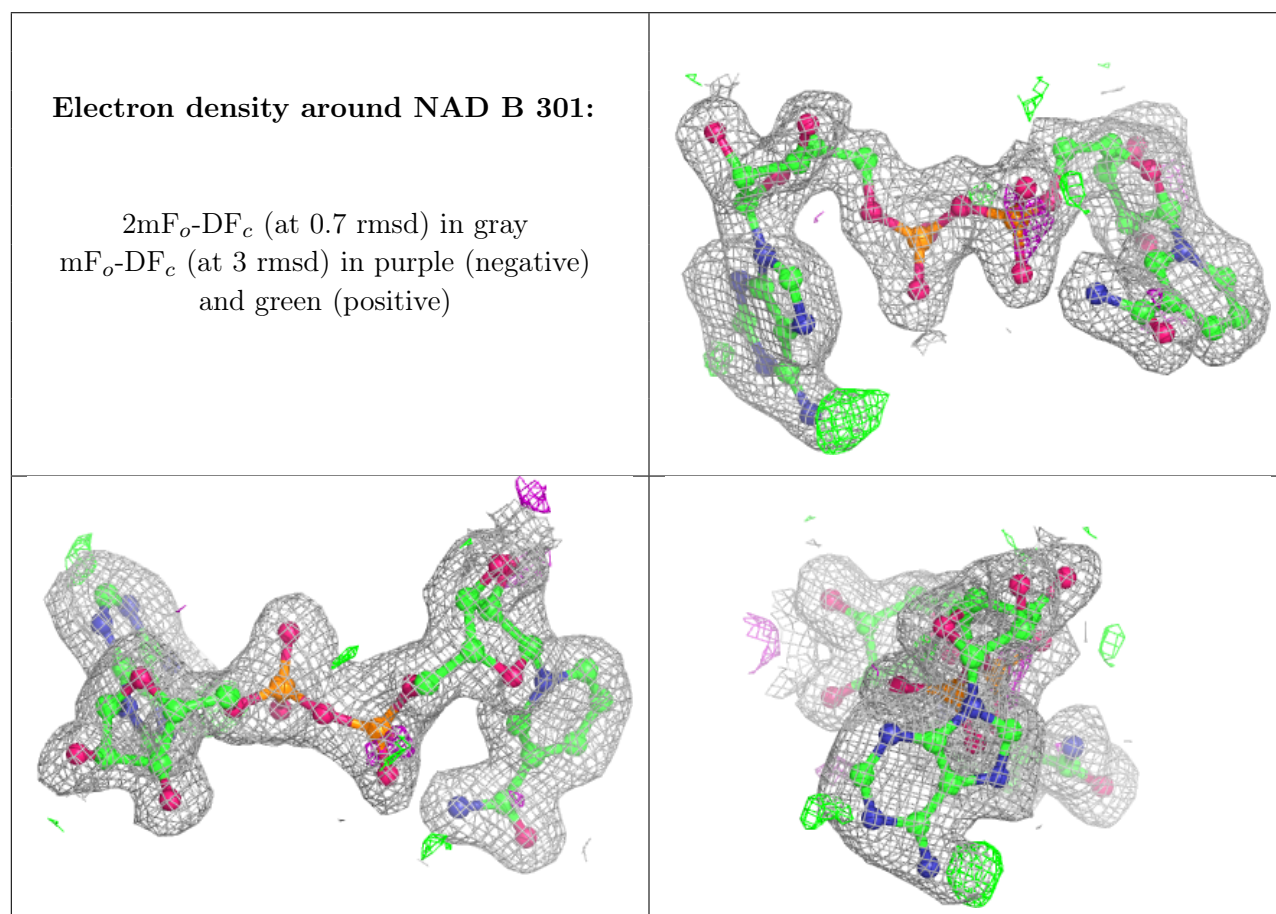 Electron density around NAD B 301:
2mFo-DFc (at 0.7 rmsd) in gray
mFo-DFc (at 3 rmsd) in purple (negative)
and green (positive)